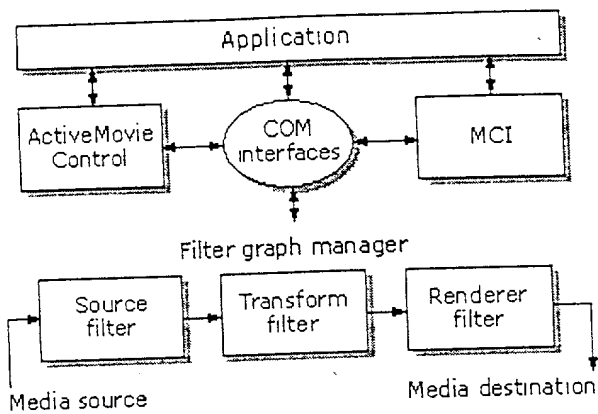 Application
ActiveMovie
Control
COM
interfaces
MCI
Filter graph manager
Source
filter
Transform
filter
Renderer
filter
Media source
Media destination